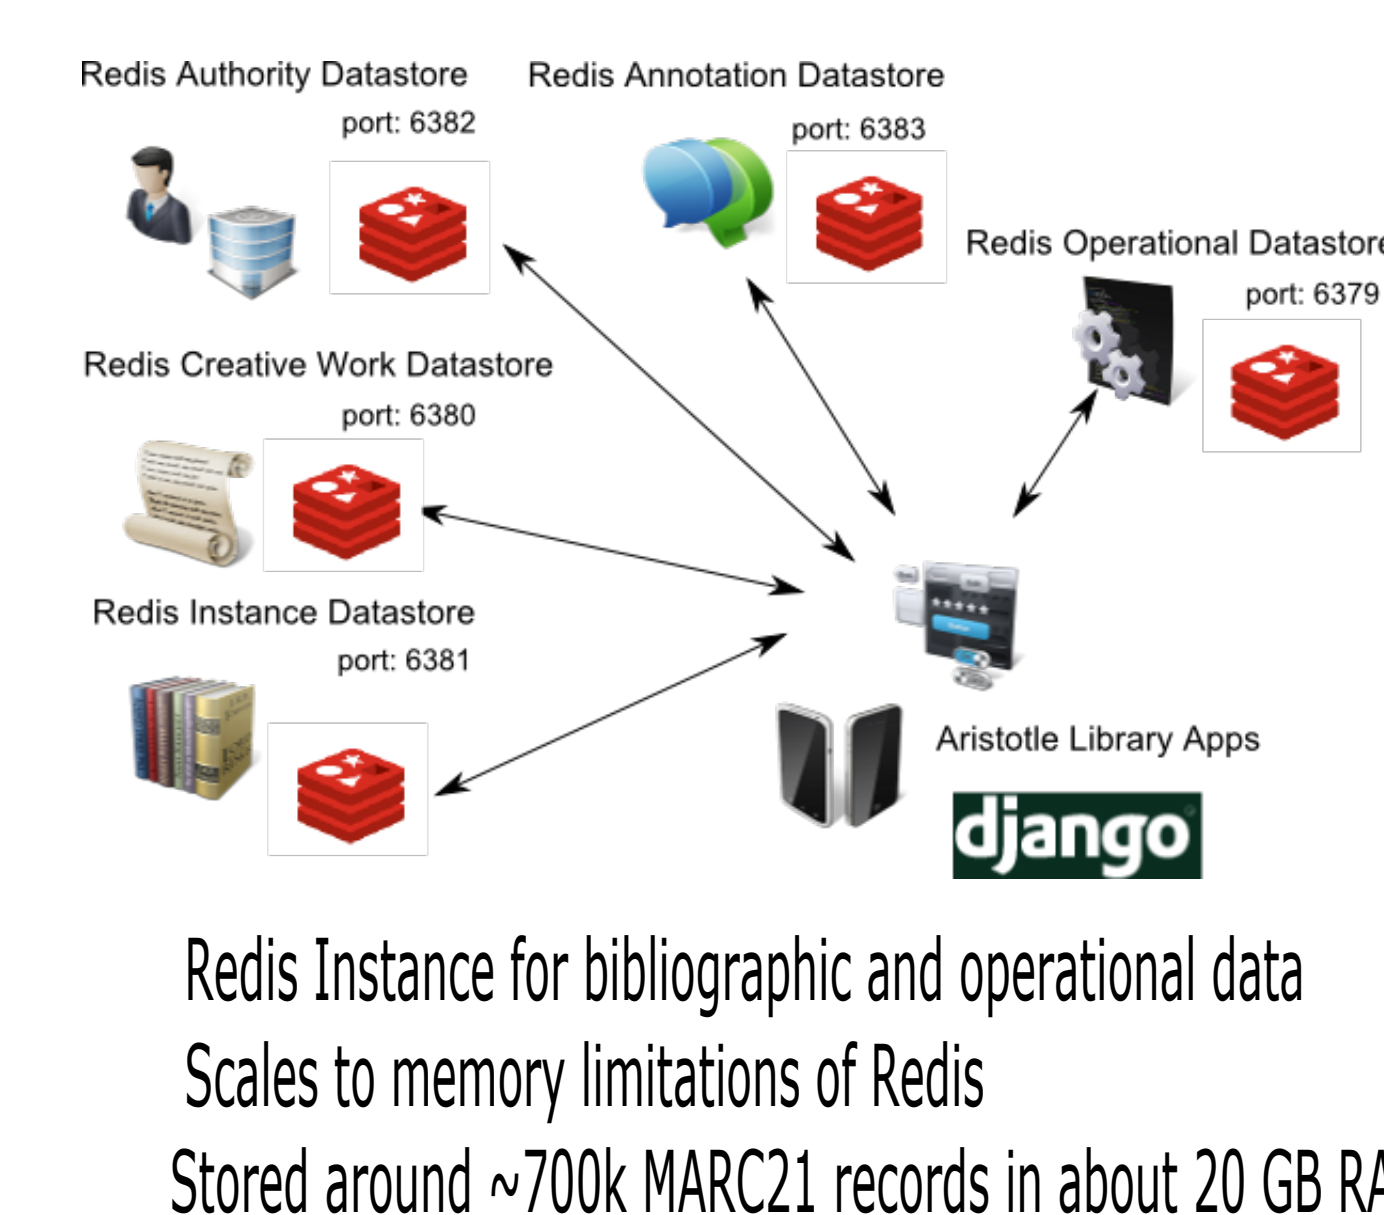 Redis Authority Datastore
port: 6382
Redis Annotation Datastore
port: 6383
Redis Operational Datastore
port: 6379
Redis Creative Work Datastore
port: 6380
Redis Instance Datastore
port: 6381
Aristotle Library Apps
django
Redis Instance for bibliographic and operational data
Scales to memory limitations of Redis
Stored around ~700k MARC21 records in about 20 GB RA